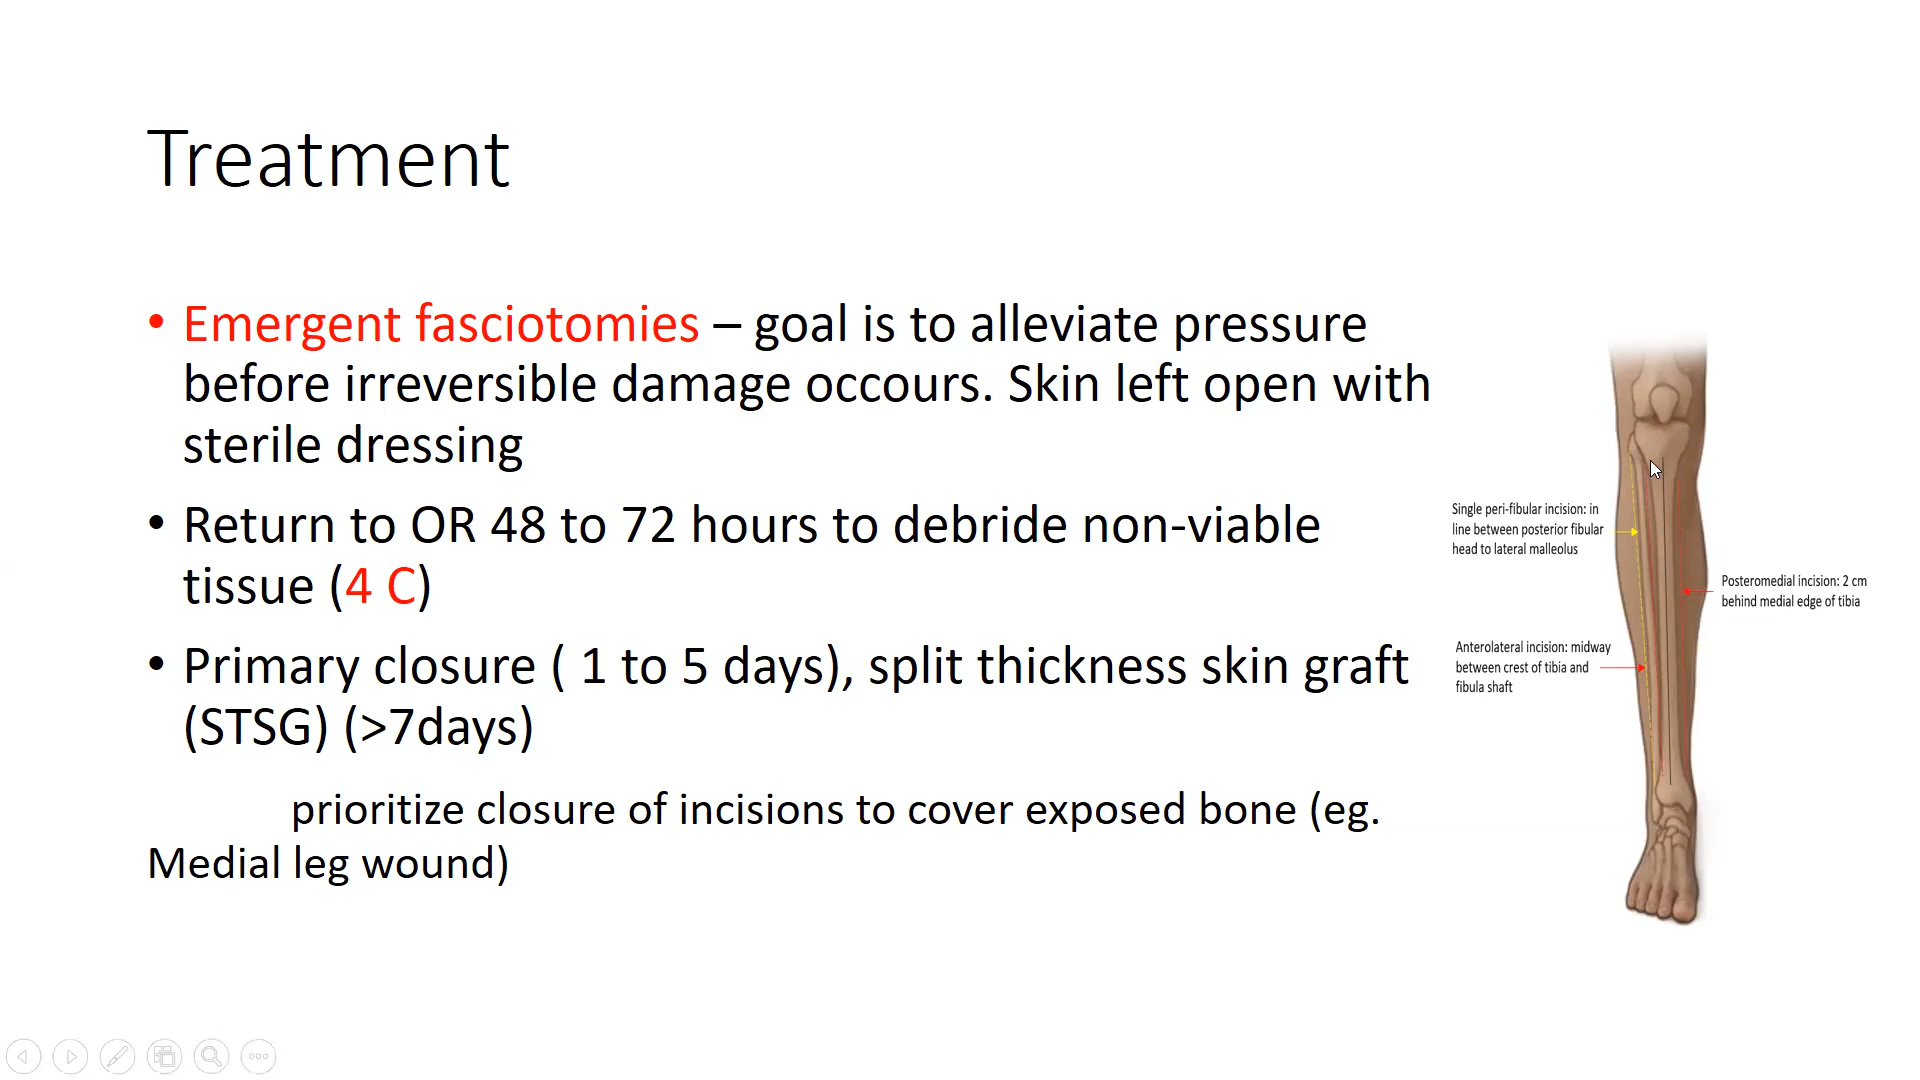 Treatment
• Emergent fasciotomies – goal is to alleviate pressure
before irreversible damage occours. Skin left open with
sterile dressing
• Return to OR 48 to 72 hours to debride non-viable
tissue (4 C)
• Primary closure ( 1 to 5 days), split thickness skin graft
(STSG) (>7days)
prioritize closure of incisions to cover exposed bone (eg.
Medial leg wound)
Single peri-fibular incision: in
line between posterior fibular
head to lateral malleolus
Posteromedial incision: 2 cm
behind medial edge of tibia
Anterolateral incision: midway
between crest of tibia and
fibula shaft